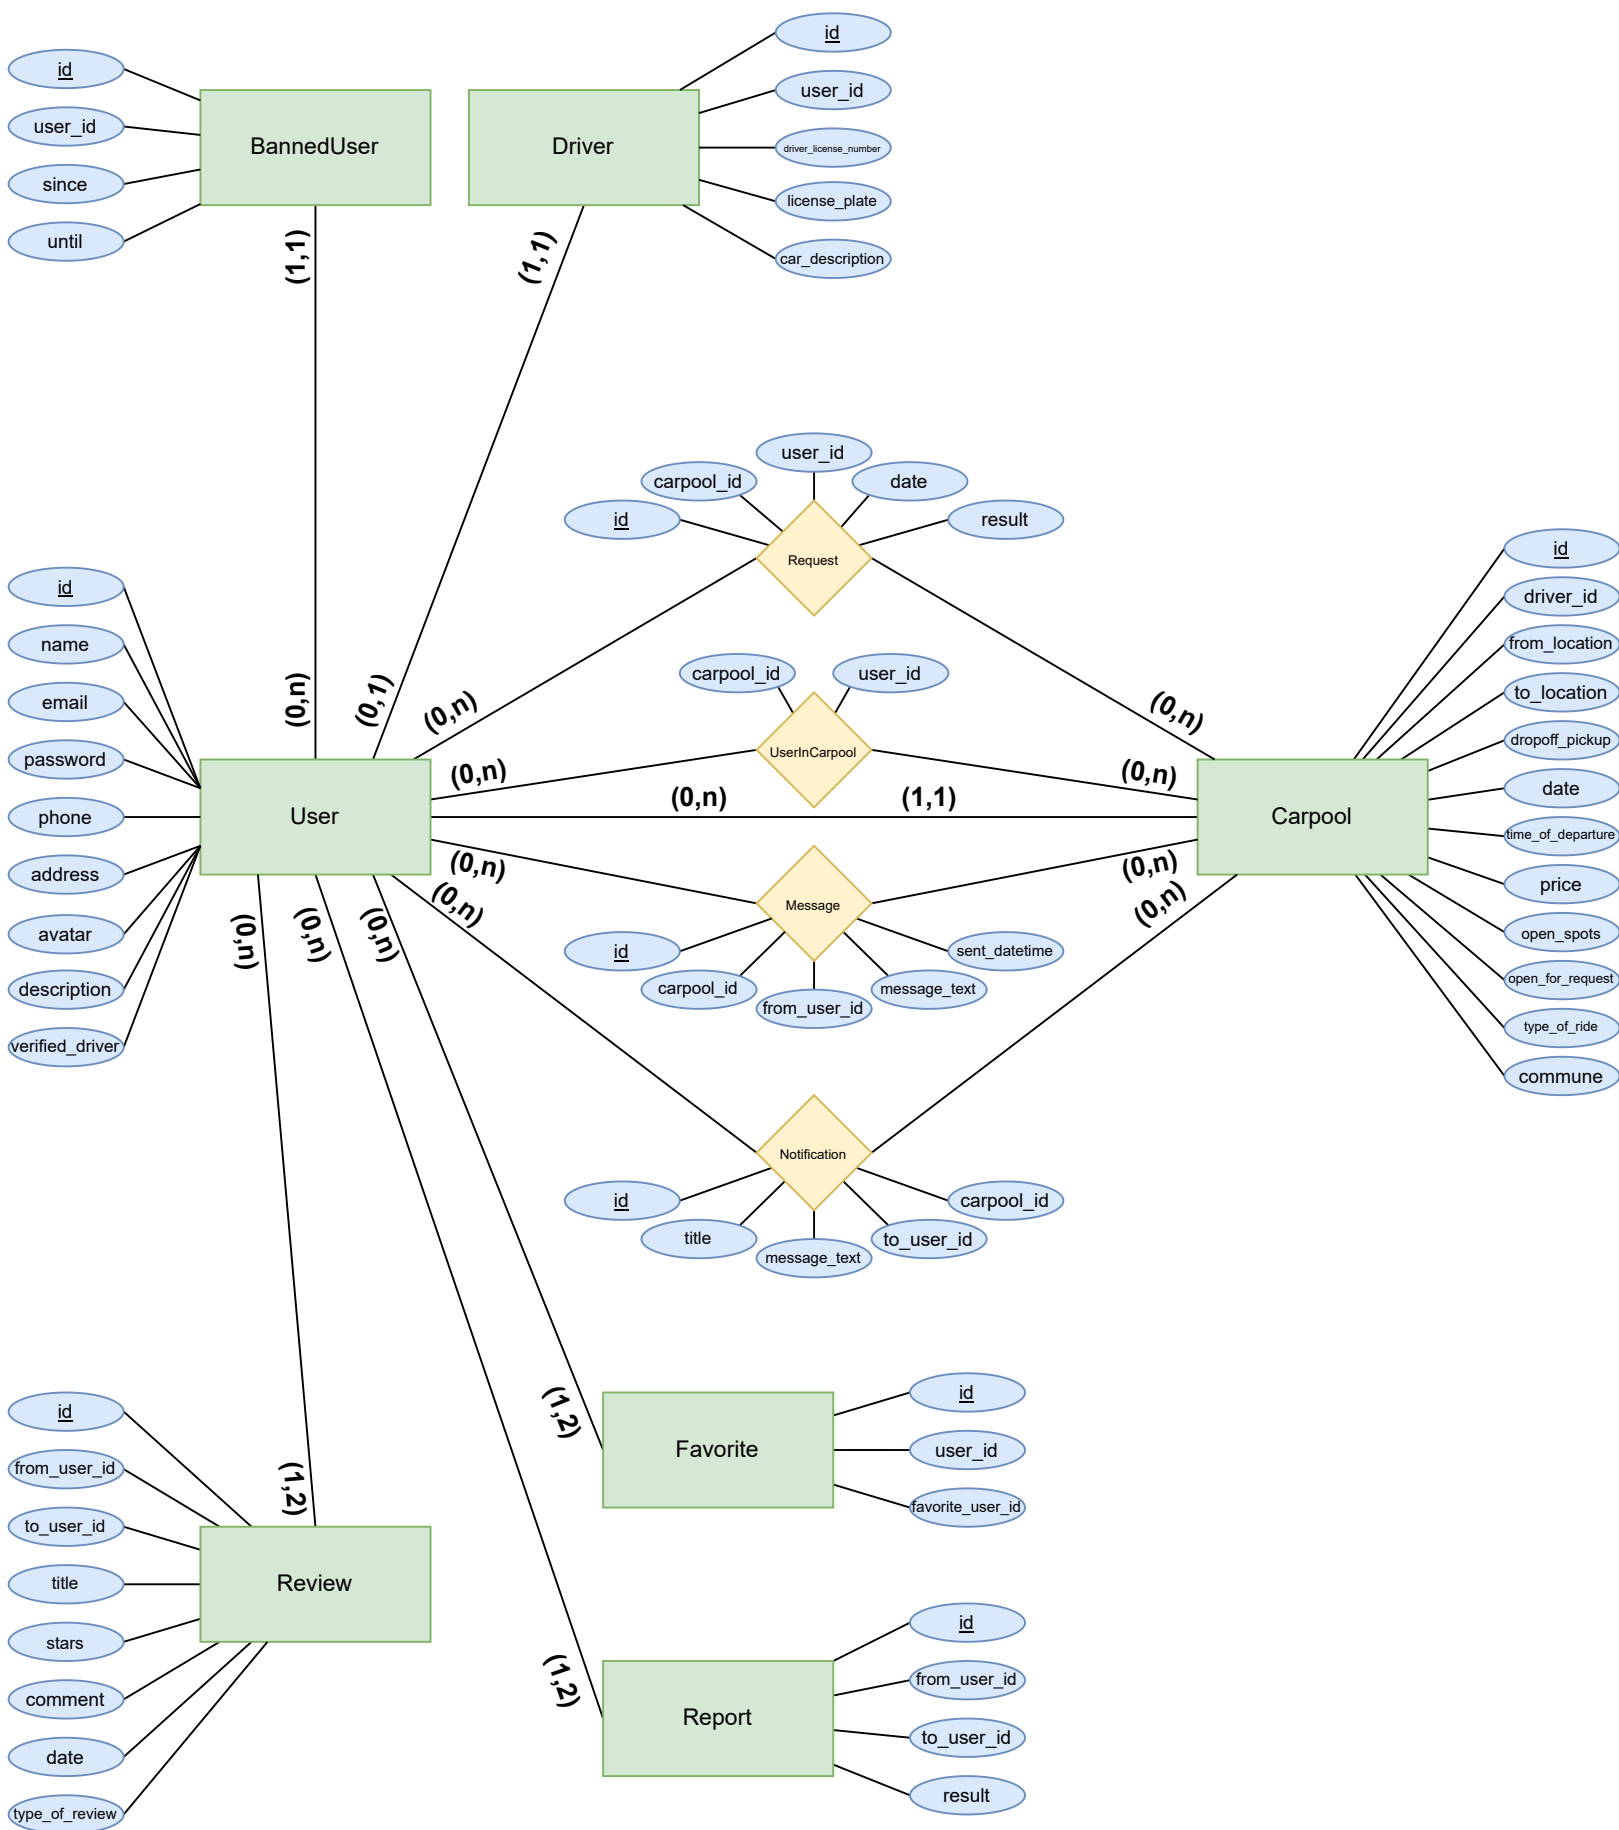 id
user_id
since
until
BannedUser
(1,1)
Driver
(1,1)
id
user_id
driver_license_number
license_plate
car_description
user_id
carpool_id
date
id
result
Request
carpool_id
user_id
UserInCarpool
(0,n)
(0,1)
(0,n)
(0,n)
(0,n)
(0,n)
(0,n)
(1,1)
id
name
email
password
phone
address
avatar
description
verified_driver
User
Carpool
id
driver_id
from_location
to_location
dropoff_pickup
date
time_of_departure
price
open_spots
open_for_request
type_of_ride
commune
(0,n)
(0,n)
(0,n)
(0,n)
(0,n)
(0,n)
(0,n)
Message
id
sent_datetime
carpool_id
message_text
from_user_id
Notification
id
carpool_id
title
to_user_id
message_text
(1,2)
(1,2)
(1,2)
Favorite
id
user_id
favorite_user_id
id
from_user_id
to_user_id
title
stars
comment
date
type_of_review
Review
Report
id
from_user_id
to_user_id
result